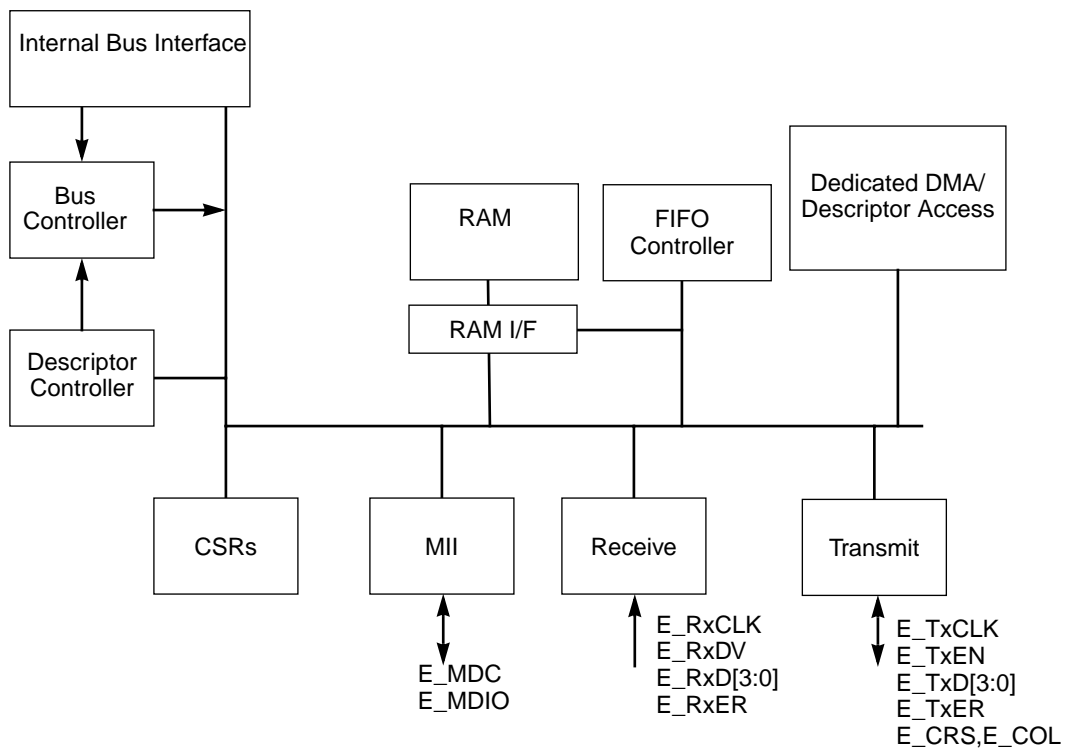 Internal Bus Interface
Bus
Controller
Descriptor
Controller
RAM
RAM I/F
FIFO
Controller
Dedicated DMA/
Descriptor Access
CSRs
MII
Receive
Transmit
E_MDC
E_MDIO
E_RxCLK
E_RxDV
E_RxD[3:0]
E_RxER
E_TxCLK
E_TxEN
E_TxD[3:0]
E_TxER
E_CRS,E_COL